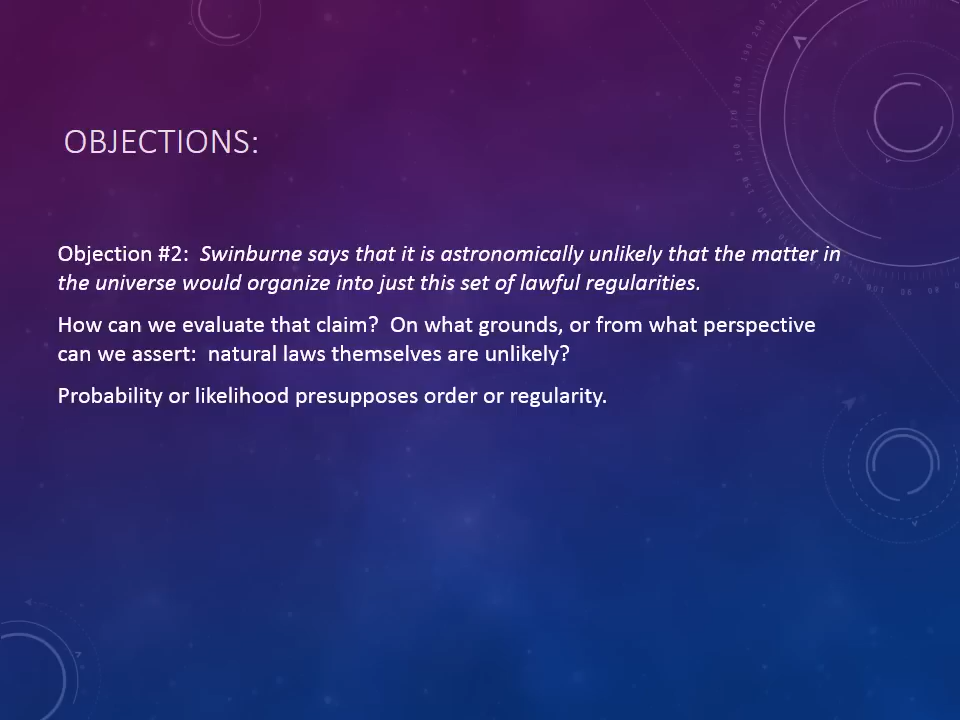 OBJECTIONS:
Objection #2:  Swinburne says that it is astronomically unlikely that the matter in
the universe would organize into just this set of lawful regularities.
How can we evaluate that claim?  On what grounds, or from what perspective
can we assert:  natural laws themselves are unlikely?
Probability or likelihood presupposes order or regularity.